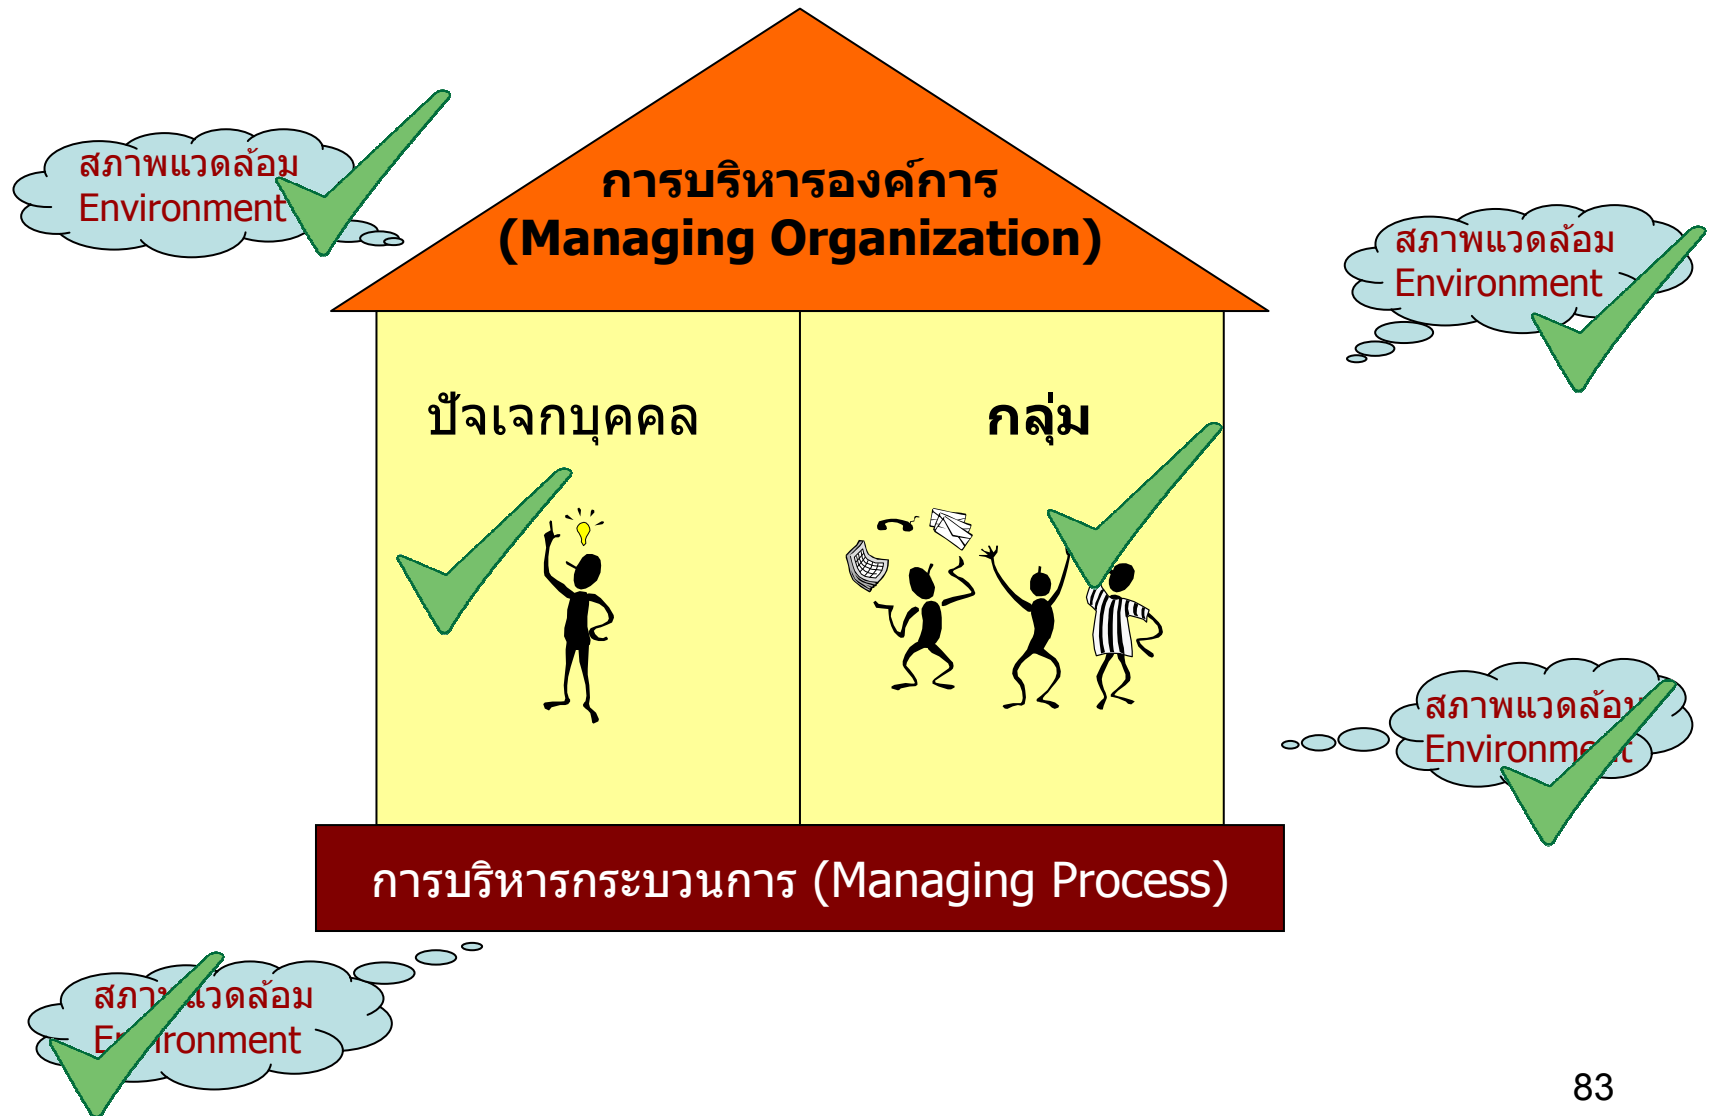 สภาพแวดล้อม
Environment
การบริหารองค์การ
(Managing Organization)
สภาพแวดล้อม
Environment
ปัจเจกบุคคล
กลุ่ม
สภาพแวดล้อม
Environment
การบริหารกระบวนการ (Managing Process)
สภาพแวดล้อม
Environment
83